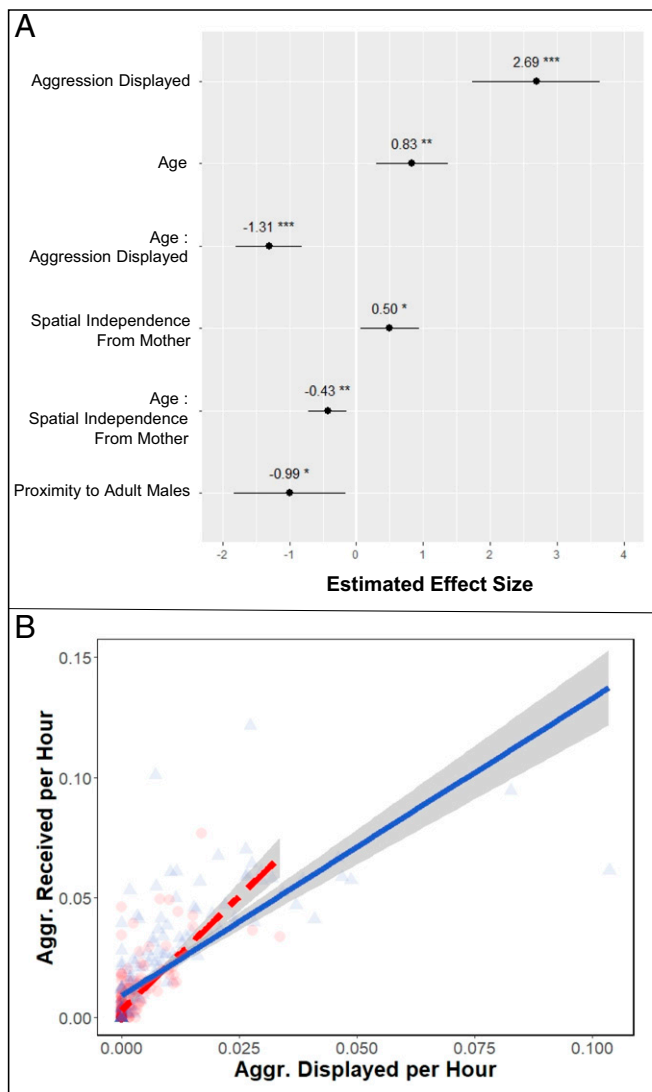 A
Aggression Displayed
2.69 ***
Age
0.83 **
Age :
Aggression Displayed
-1.31 ***
Spatial Independence
From Mother
0.50 *
Age :
Spatial Independence
From Mother
-0.43 **
Proximity to Adult Males
-0.99 *
-2 -1 0 1 2 3 4
Estimated Effect Size
B
Aggr. Received per Hour
0.15
0.10
0.05
0.00
0.000 0.025 0.050 0.075 0.100
Aggr. Displayed per Hour